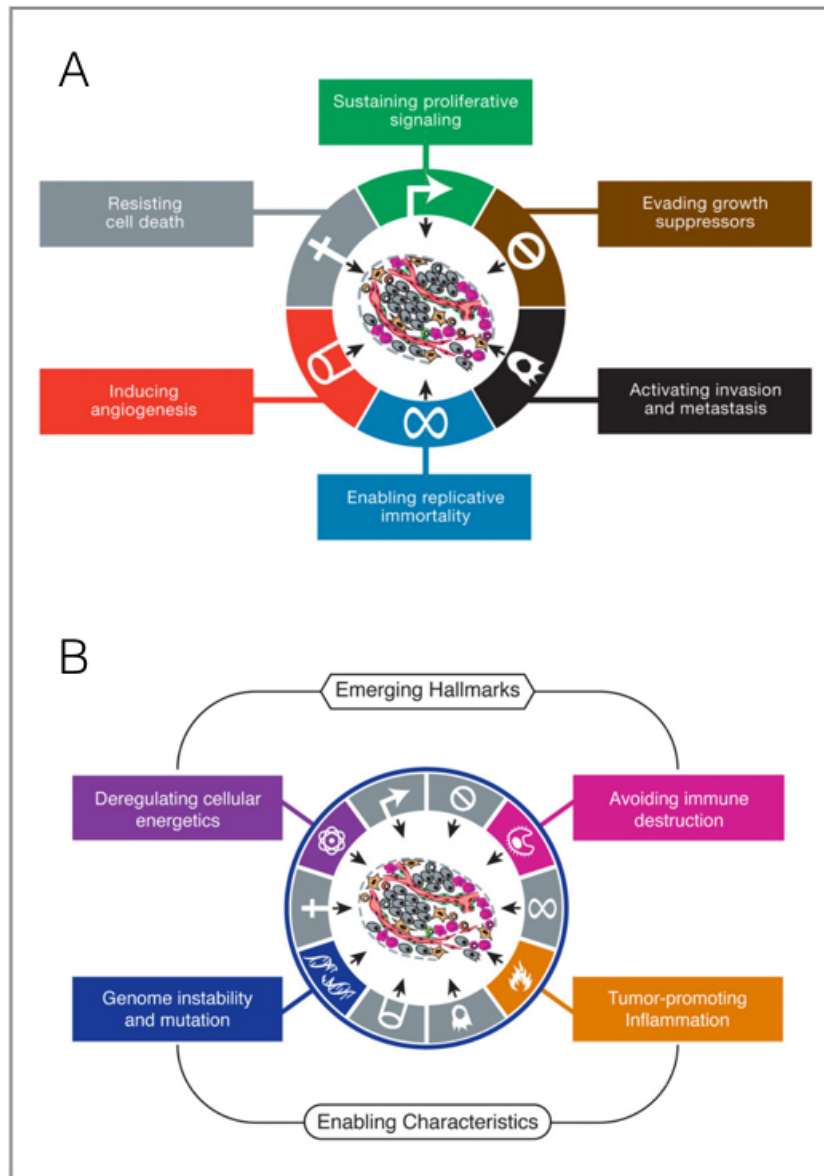 A
Sustaining proliferative
signaling
Resisting
cell death
Evading growth
suppressors
Inducing
angiogenesis
Activating invasion
and metastasis
Enabling replicative
immortality
B
Emerging Hallmarks
Deregulating cellular
energetics
Avoiding immune
destruction
Genome instability
and mutation
Tumor-promoting
Inflammation
Enabling Characteristics